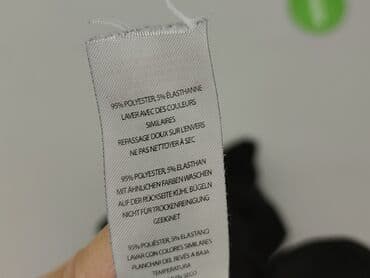 95% POLYESTER, 5% ÉLASTHANNE
LAVER AVEC DES COULEURS
SIMILAIRES
REPASSAGE DOUX SUR L'ENVERS
NE PAS NETTOYER À SEC
95% POLYESTER, 5% ELASTHAN
MIT ÄHNLICHEN FARBEN WASCHEN
AUF DER RÜCKSEITE KÜHL BÜGELN
NICHT FÜR TROCKENREINIGUNG
GEEIGNET
95% POLIÉSTER, 5% ELASTANO
LAVAR CON COLORES SIMILARES
PLANCHAR DEL REVÉS A BAJA
TEMPERATURA